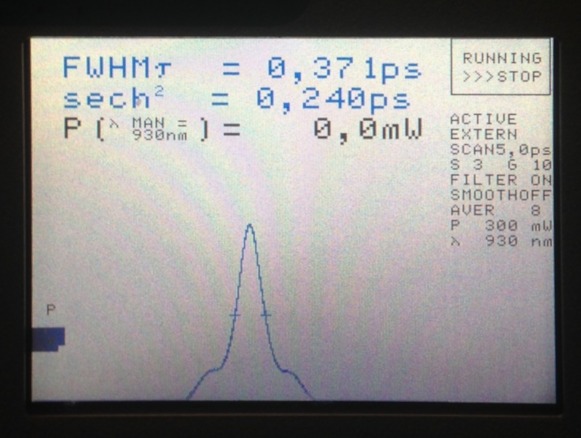 FWHMτ = 0,371ps
sech² = 0,240ps
P(λ MAN = 930nm) = 0,0mW
RUNNING
>>>STOP
ACTIVE
EXTERN
SCAN5,0ps
S 3 G 10
FILTER ON
SMOOTHOFF
AVER 8
P 300 mW
λ 930 nm
P